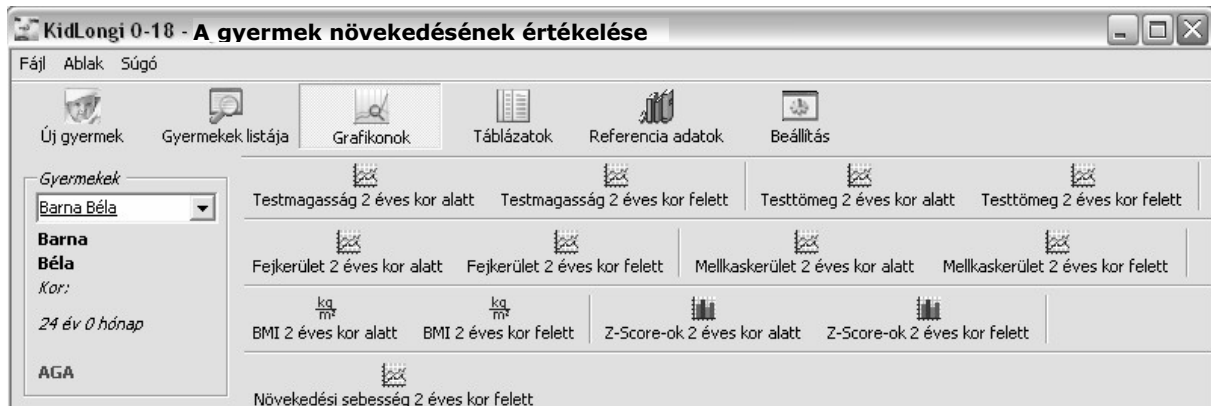 KidLongi 0-18 - A gyermek növekedésének értékelése
Fájl Ablak Súgó
Új gyermek Gyermekek listája Grafikonok Táblázatok Referencia adatok Beállítás
Gyermekek
Barna Béla
Barna
Béla
Kor:
24 év 0 hónap
AGA
Testmagasság 2 éves kor alatt Testmagasság 2 éves kor felett Testtömeg 2 éves kor alatt Testtömeg 2 éves kor felett
Fejkerület 2 éves kor alatt Fejkerület 2 éves kor felett Mellkaskerület 2 éves kor alatt Mellkaskerület 2 éves kor felett
kg kg
m² m²
BMI 2 éves kor alatt BMI 2 éves kor felett Z-Score-ok 2 éves kor alatt Z-Score-ok 2 éves kor felett
Növekedési sebesség 2 éves kor felett